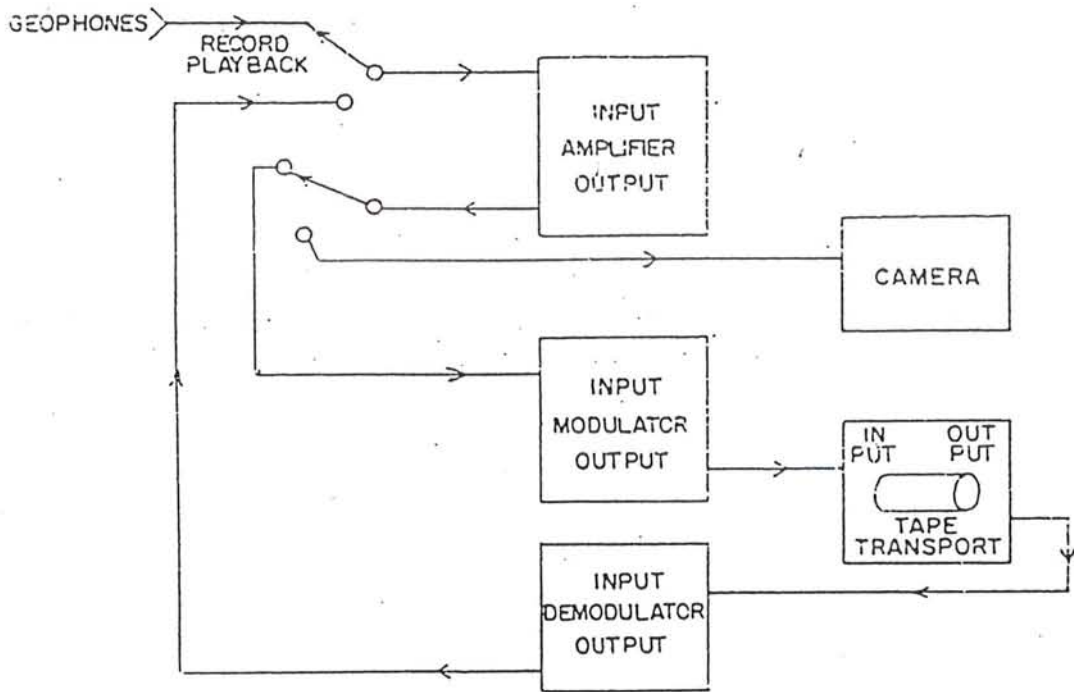 GEOPHONES
RECORD
PLAYBACK
INPUT
AMPLIFIER
OUTPUT
CAMERA
INPUT
MODULATOR
OUTPUT
IN OUT
PUT PUT
TAPE
TRANSPORT
INPUT
DEMODULATOR
OUTPUT